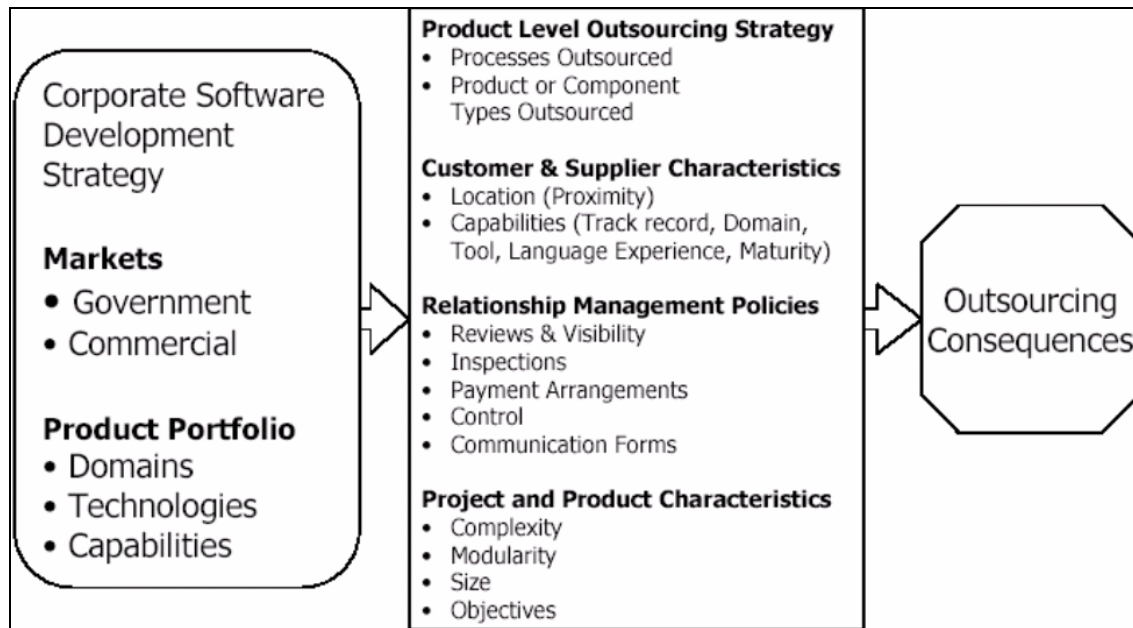 Corporate Software
Development
Strategy
Markets
• Government
• Commercial
Product Portfolio
• Domains
• Technologies
• Capabilities
Product Level Outsourcing Strategy
• Processes Outsourced
• Product or Component
Types Outsourced
Customer & Supplier Characteristics
• Location (Proximity)
• Capabilities (Track record, Domain,
Tool, Language Experience, Maturity)
Relationship Management Policies
• Reviews & Visibility
• Inspections
• Payment Arrangements
• Control
• Communication Forms
Project and Product Characteristics
• Complexity
• Modularity
• Size
• Objectives
Outsourcing
Consequences